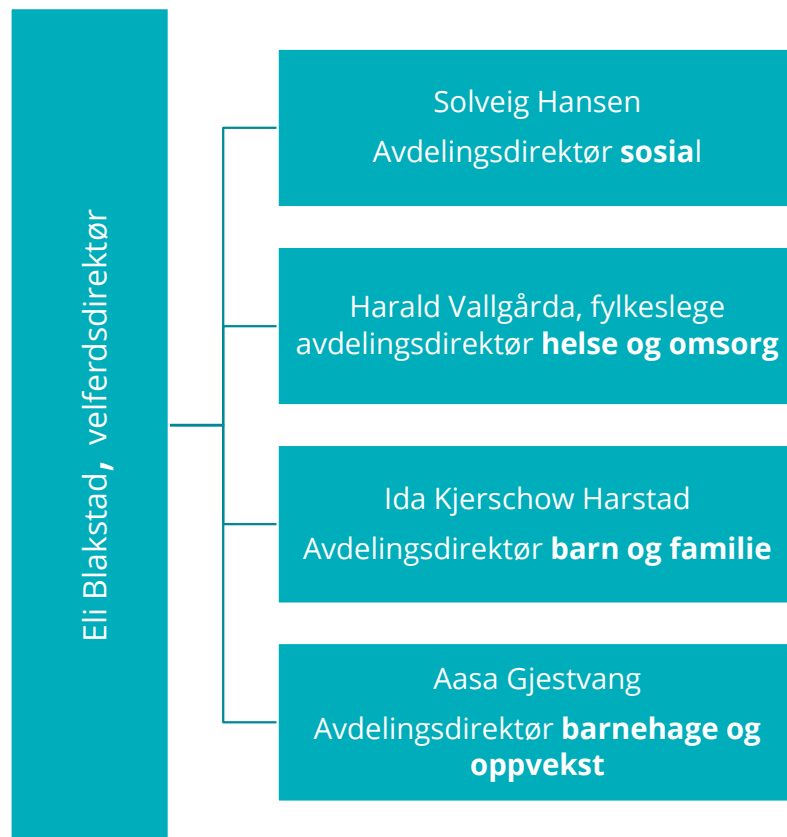 Eli Blakstad, velferdsdirektør
Solveig Hansen
Avdelingsdirektør sosial
Harald Vallgårda, fylkeslege
avdelingsdirektør helse og omsorg
Ida Kjerschow Harstad
Avdelingsdirektør barn og familie
Aasa Gjestvang
Avdelingsdirektør barnehage og
oppvekst